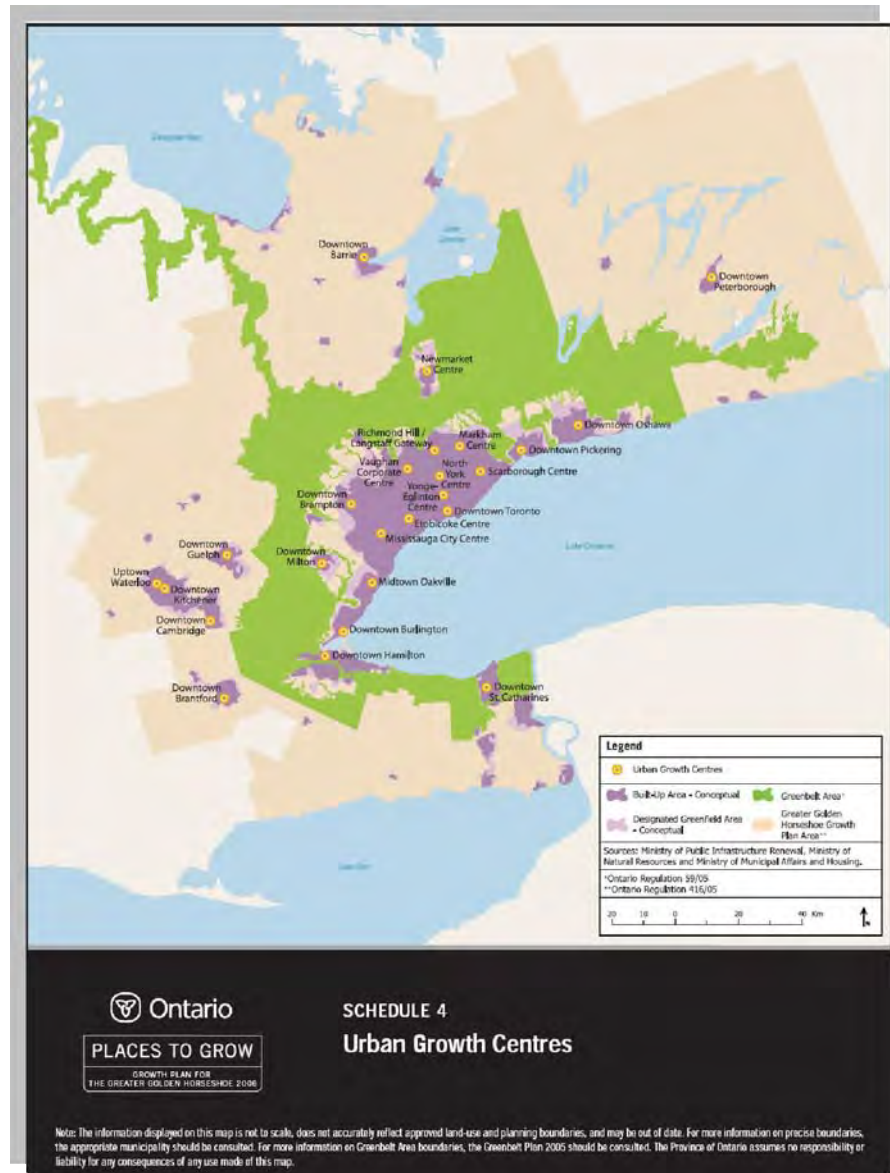 Georgian Bay
Lake
Simcoe
Downtown
Barrie
Downtown
Peterborough
Newmarket
Centre
Downtown Oshawa
Richmond Hill /
Langstaff Gateway
Markham
Centre
Downtown Pickering
Vaughan
Corporate
Centre
North
York
Centre
Scarborough Centre
Yonge-
Eglinton
Centre
Downtown
Brampton
Downtown Toronto
Etobicoke Centre
Mississauga City Centre
Lake Ontario
Downtown
Guelph
Downtown
Milton
Uptown
Waterloo
Downtown
Kitchener
Midtown Oakville
Downtown
Cambridge
Downtown Burlington
Downtown Hamilton
Downtown
Brantford
Downtown
St. Catharines
Lake Erie
Legend
Urban Growth Centres
Built-Up Area - Conceptual
Greenbelt Area*
Designated Greenfield Area
- Conceptual
Greater Golden
Horseshoe Growth
Plan Area**
Sources: Ministry of Public Infrastructure Renewal, Ministry of
Natural Resources and Ministry of Municipal Affairs and Housing.
*Ontario Regulation 59/05
**Ontario Regulation 416/05
20 10 0 20 40 Km
N
Ontario
PLACES TO GROW
GROWTH PLAN FOR
THE GREATER GOLDEN HORSESHOE 2006
SCHEDULE 4
Urban Growth Centres
Note: The information displayed on this map is not to scale, does not accurately reflect approved land-use and planning boundaries, and may be out of date. For more information on precise boundaries,
the appropriate municipality should be consulted. For more information on Greenbelt Area boundaries, the Greenbelt Plan 2005 should be consulted. The Province of Ontario assumes no responsibility or
liability for any consequences of any use made of this map.